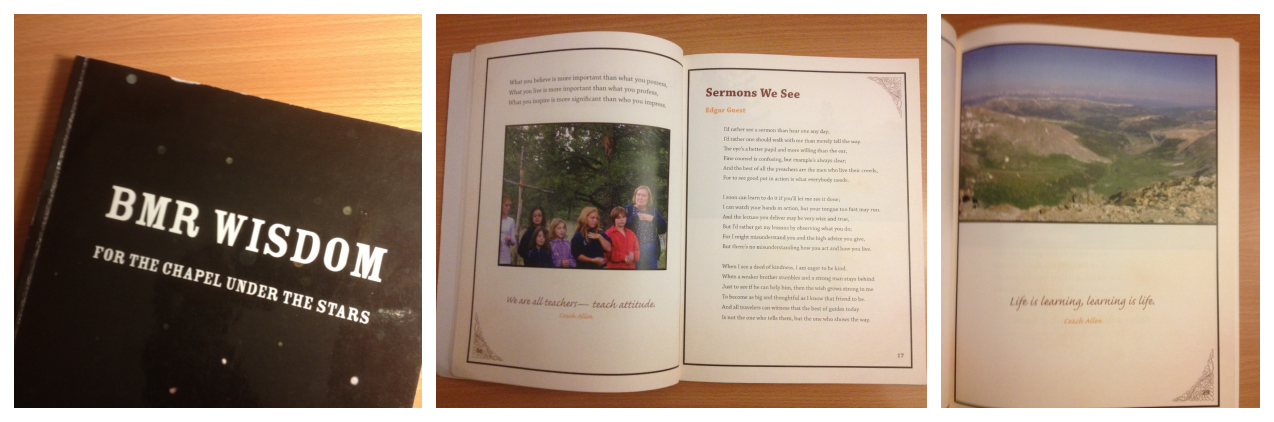 BMR WISDOM
FOR THE CHAPEL UNDER THE STARS
What you believe is more important than what you possess,
What you live is more important than what you profess,
What you inspire is more significant than who you impress.
We are all teachers— teach attitude.
Coach Allen
Sermons We See
Edgar Guest
I'd rather see a sermon than hear one any day;
I'd rather one should walk with me than merely tell the way.
The eye's a better pupil and more willing than the ear,
Fine counsel is confusing, but example's always clear;
And the best of all the preachers are the men who live their creeds,
For to see good put in action is what everybody needs.
I soon can learn to do it if you'll let me see it done;
I can watch your hands in action, but your tongue too fast may run.
And the lecture you deliver may be very wise and true,
But I'd rather get my lessons by observing what you do;
For I might misunderstand you and the high advice you give,
But there's no misunderstanding how you act and how you live.
When I see a deed of kindness, I am eager to be kind.
When a weaker brother stumbles and a strong man stays behind
Just to see if he can help him, then the wish grows strong in me
To become as big and thoughtful as I know that friend to be.
And all travelers can witness that the best of guides today
Is not the one who tells them, but the one who shows the way.
17
Life is learning, learning is life.
Coach Allen